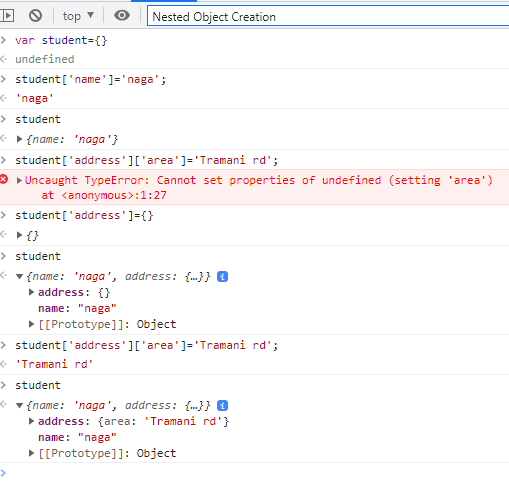 top ▼ Nested Object Creation
> var student={}
< undefined
> student['name']='naga';
< 'naga'
> student
< ▶ {name: 'naga'}
> student['address']['area']='Tramani rd';
▶ Uncaught TypeError: Cannot set properties of undefined (setting 'area')
at <anonymous>:1:27
> student['address']={}
< ▶ {}
> student
< ▼ {name: 'naga', address: {…}} i
▶ address: {}
name: "naga"
▶ [[Prototype]]: Object
> student['address']['area']='Tramani rd';
< 'Tramani rd'
> student
< ▼ {name: 'naga', address: {…}} i
▶ address: {area: 'Tramani rd'}
name: "naga"
▶ [[Prototype]]: Object
>